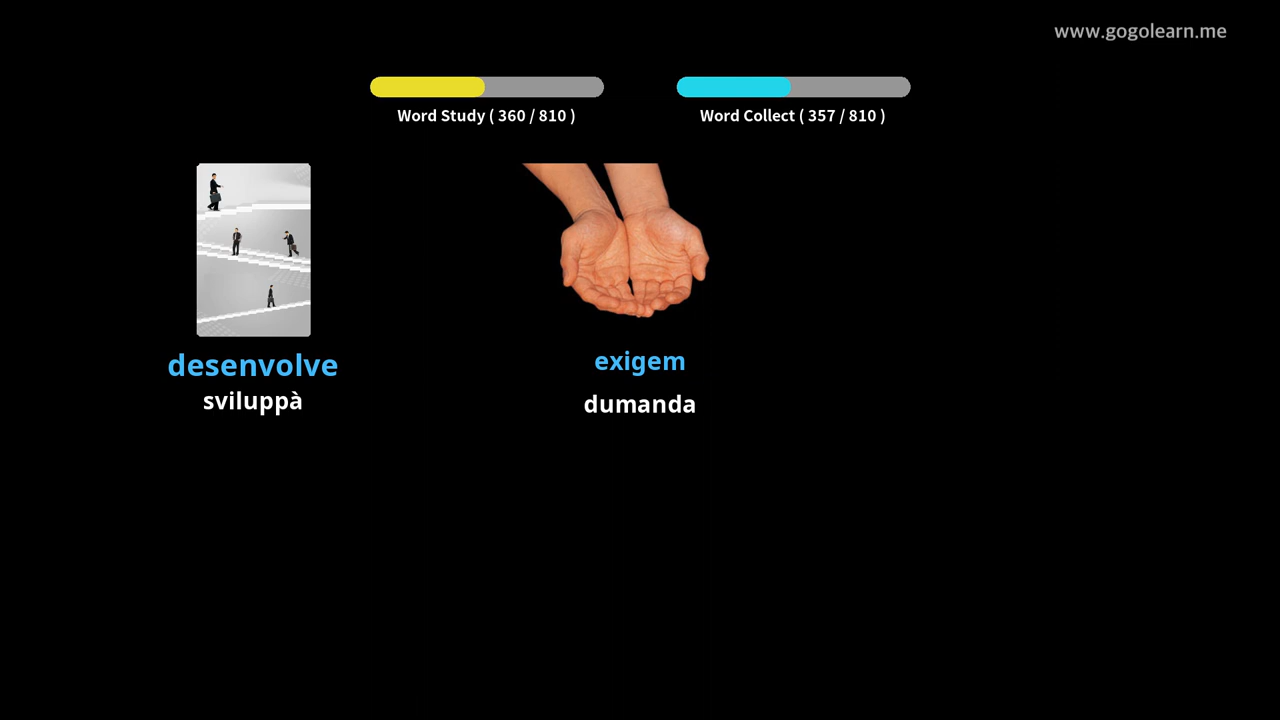 www.gogolearn.me
Word Study ( 360 / 810 )
Word Collect ( 357 / 810 )
desenvolve
sviluppà
exigem
dumanda